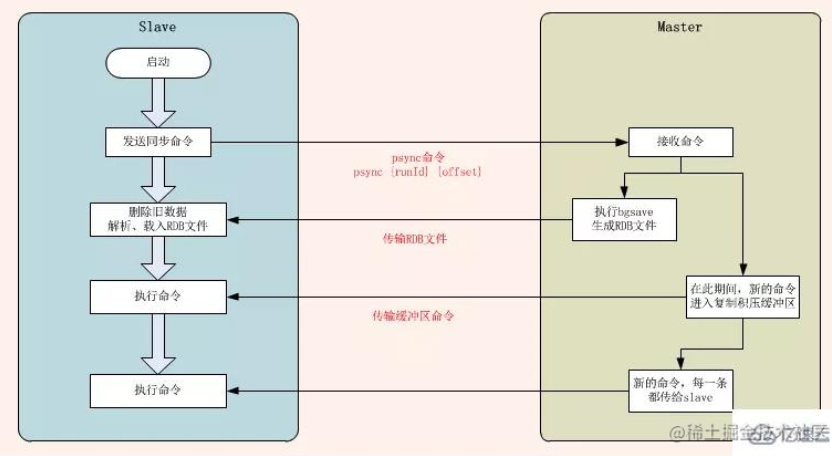 Slave
Master
启动
发送同步命令
接收命令
psync命令
psync {runId} {offset}
删除旧数据
解析、载入RDB文件
执行bgsave
生成RDB文件
传输RDB文件
执行命令
在此期间，新的命令
进入复制积压缓冲区
传输缓冲区命令
执行命令
新的命令，每一条
都传给slave
@稀土掘金技术社区
亿速云